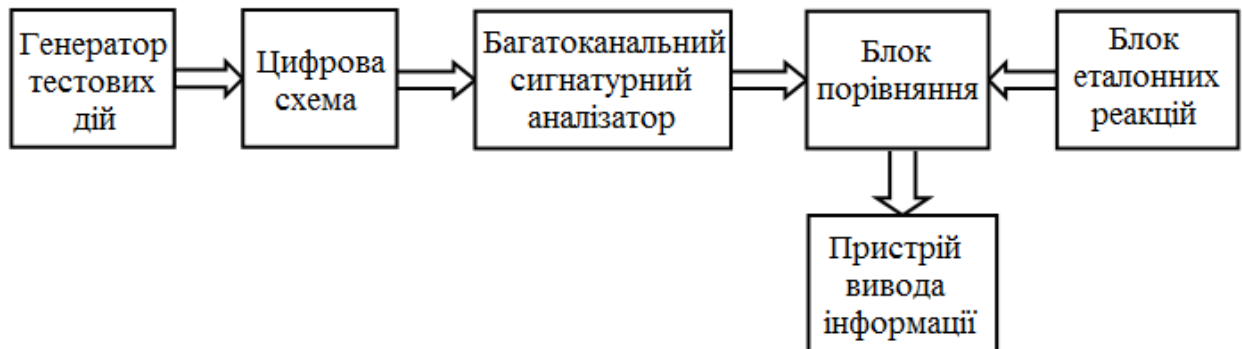 Генератор
тестових
дій
Цифрова
схема
Багатоканальний
сигнатурний
аналізатор
Блок
порівняння
Блок
еталонних
реакцій
Пристрій
вивода
інформації